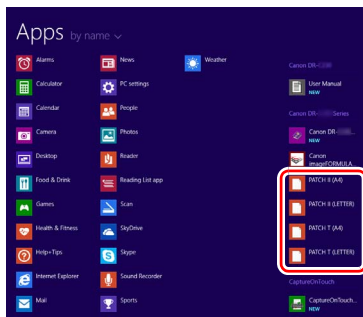 Apps by name
Alarms
Calculator
Calendar
Camera
Desktop
Food & Drink
Games
Health & Fitness
Help+Tips
Internet Explorer
Mail
News
PC settings
People
Photos
Reader
Reading List app
Scan
SkyDrive
Skype
Sound Recorder
Sports
Weather
Canon DR-
User Manual
NEW
Canon DR- Series
Canon DR-
NEW
Canon
imageFORMULA...
PATCH II (A4)
PATCH II (LETTER)
PATCH T (A4)
PATCH T (LETTER)
CaptureOnTouch
CaptureOnTouch...
NEW